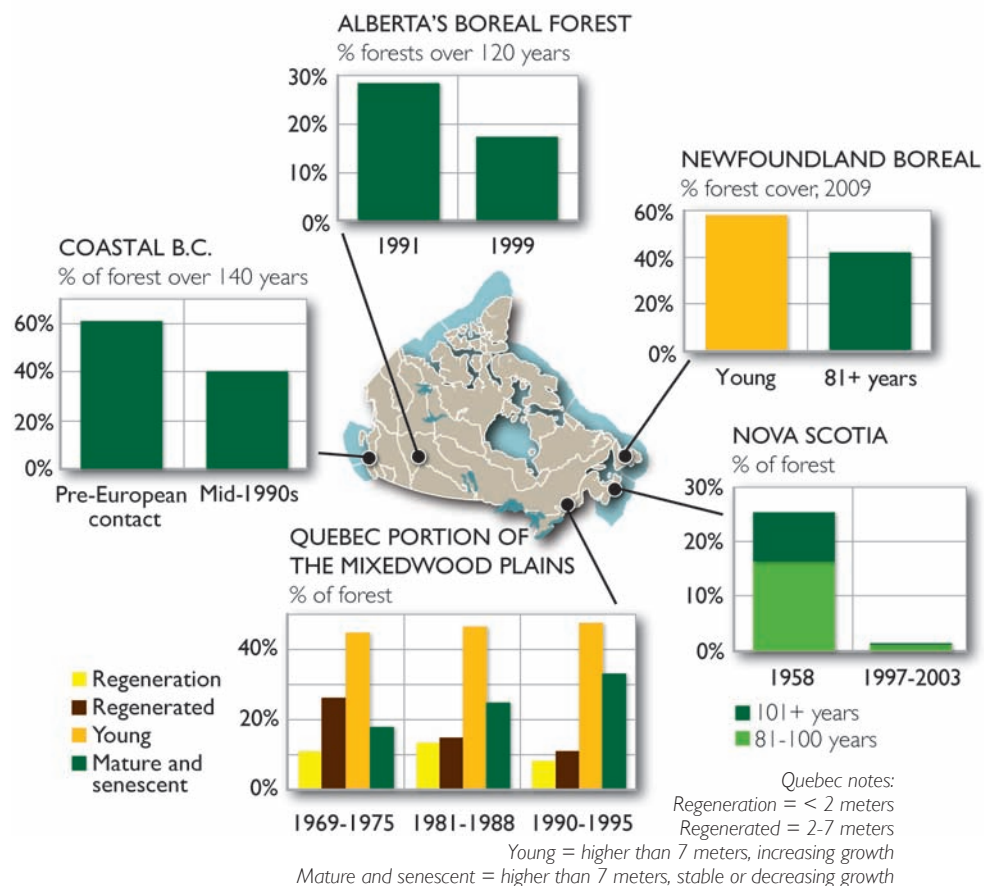 ALBERTA'S BOREAL FOREST
% forests over 120 years
30%
20%
10%
0%
1991 1999
NEWFOUNDLAND BOREAL
% forest cover, 2009
60%
40%
20%
0%
Young 81+ years
COASTAL B.C.
% of forest over 140 years
60%
40%
20%
0%
Pre-European contact Mid-1990s
NOVA SCOTIA
% of forest
30%
20%
10%
0%
1958 1997-2003
101+ years
81-100 years
QUEBEC PORTION OF
THE MIXEDWOOD PLAINS
% of forest
40%
20%
0%
1969-1975 1981-1988 1990-1995
Regeneration
Regenerated
Young
Mature and
senescent
Quebec notes:
Regeneration = < 2 meters
Regenerated = 2-7 meters
Young = higher than 7 meters, increasing growth
Mature and senescent = higher than 7 meters, stable or decreasing growth